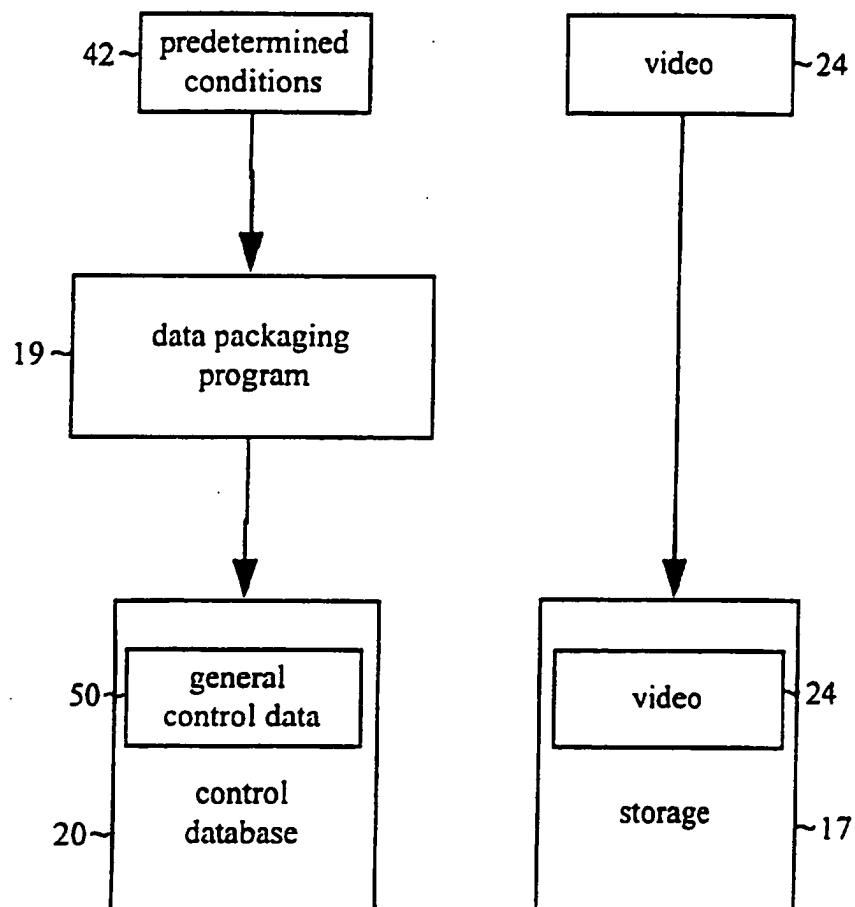 42
predetermined
conditions
video
24
19
data packaging
program
50
general
control data
video
24
20
control
database
storage
17